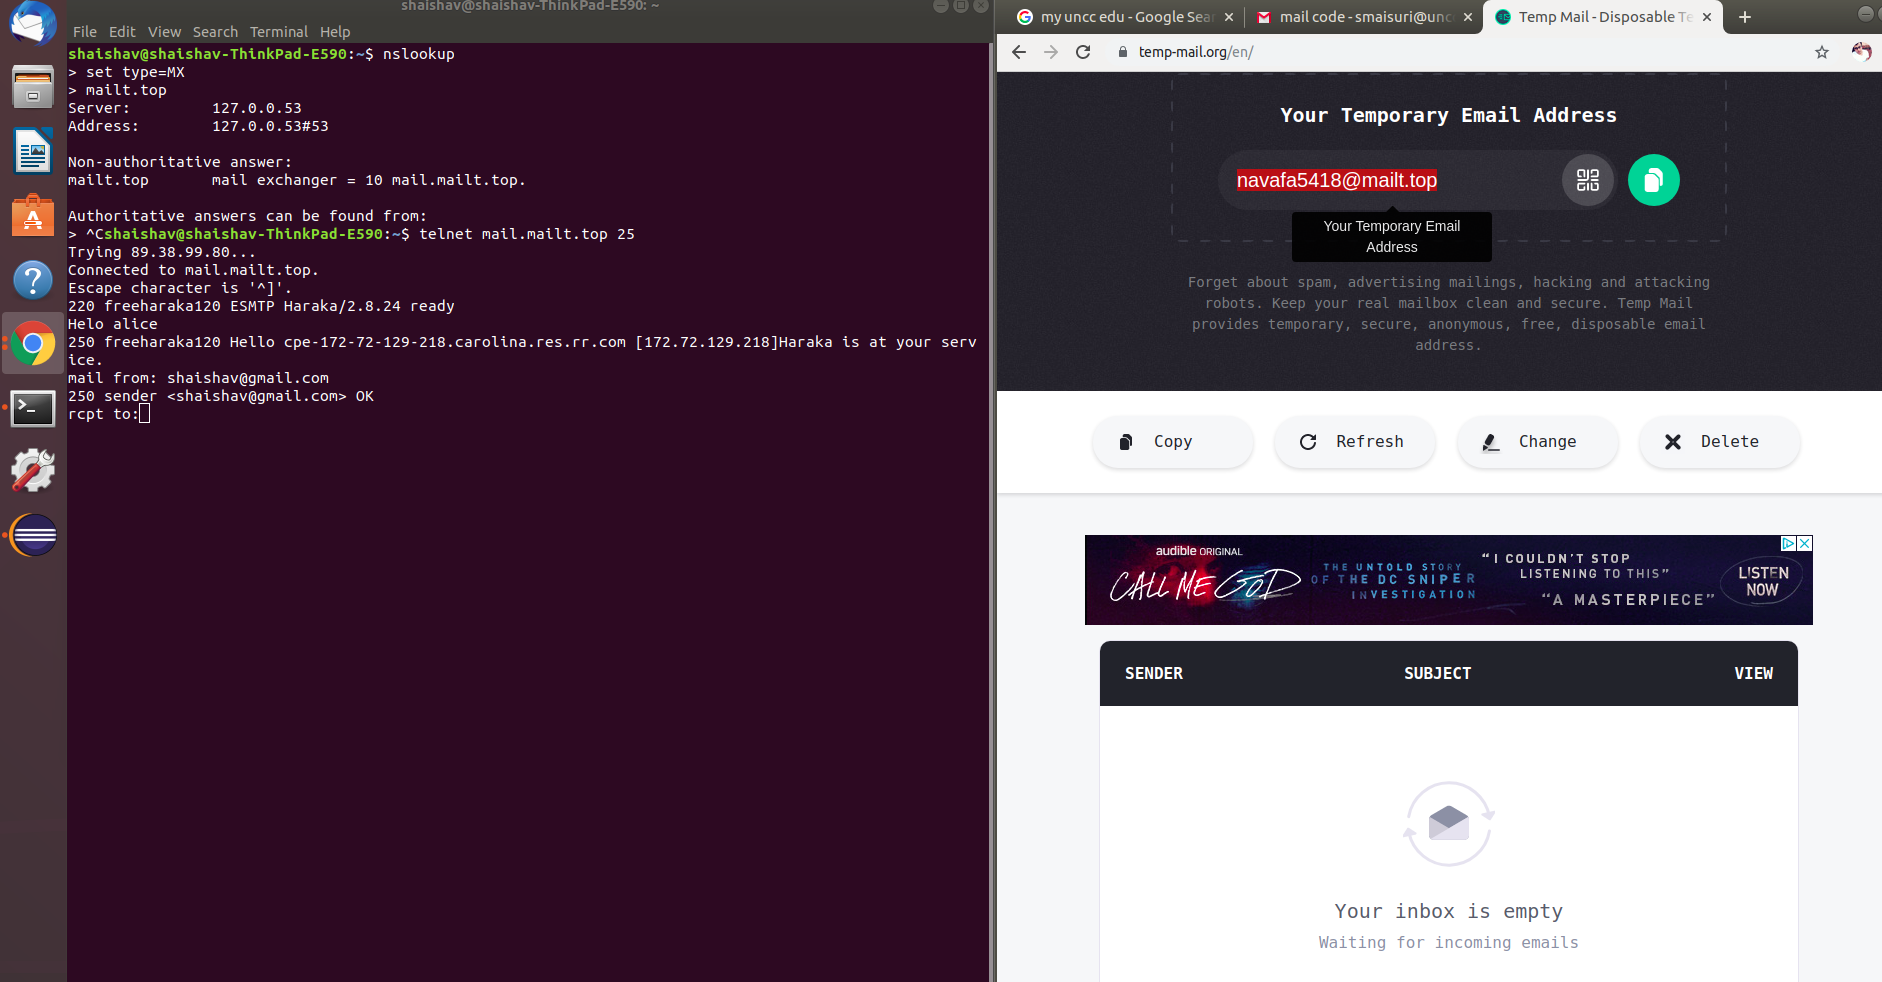 shaishav@shaishav-ThinkPad-E590: ~
File Edit View Search Terminal Help
shaishav@shaishav-ThinkPad-E590:~$ nslookup
> set type=MX
> mailt.top
Server: 127.0.0.53
Address: 127.0.0.53#53
Non-authoritative answer:
mailt.top mail exchanger = 10 mail.mailt.top.
Authoritative answers can be found from:
> ^Cshaishav@shaishav-ThinkPad-E590:~$ telnet mail.mailt.top 25
Trying 89.38.99.80...
Connected to mail.mailt.top.
Escape character is '^]'.
220 freeharaka120 ESMTP Haraka/2.8.24 ready
Helo alice
250 freeharaka120 Hello cpe-172-72-129-218.carolina.res.rr.com [172.72.129.218]Haraka is at your serv
ice.
mail from: shaishav@gmail.com
250 sender <shaishav@gmail.com> OK
rcpt to:
my uncc edu - Google Sear
mail code - smaisuri@unc
Temp Mail - Disposable Te
temp-mail.org/en/
Your Temporary Email Address
navafa5418@mailt.top
Your Temporary Email
Address
Forget about spam, advertising mailings, hacking and attacking
robots. Keep your real mailbox clean and secure. Temp Mail
provides temporary, secure, anonymous, free, disposable email
address.
Copy
Refresh
Change
Delete
audible ORIGINAL
CALL ME GOD
THE UNTOLD STORY
OF THE DC SNIPER
INVESTIGATION
“I COULDN'T STOP
LISTENING TO THIS”
“A MASTERPIECE”
LISTEN
NOW
SENDER SUBJECT VIEW
Your inbox is empty
Waiting for incoming emails